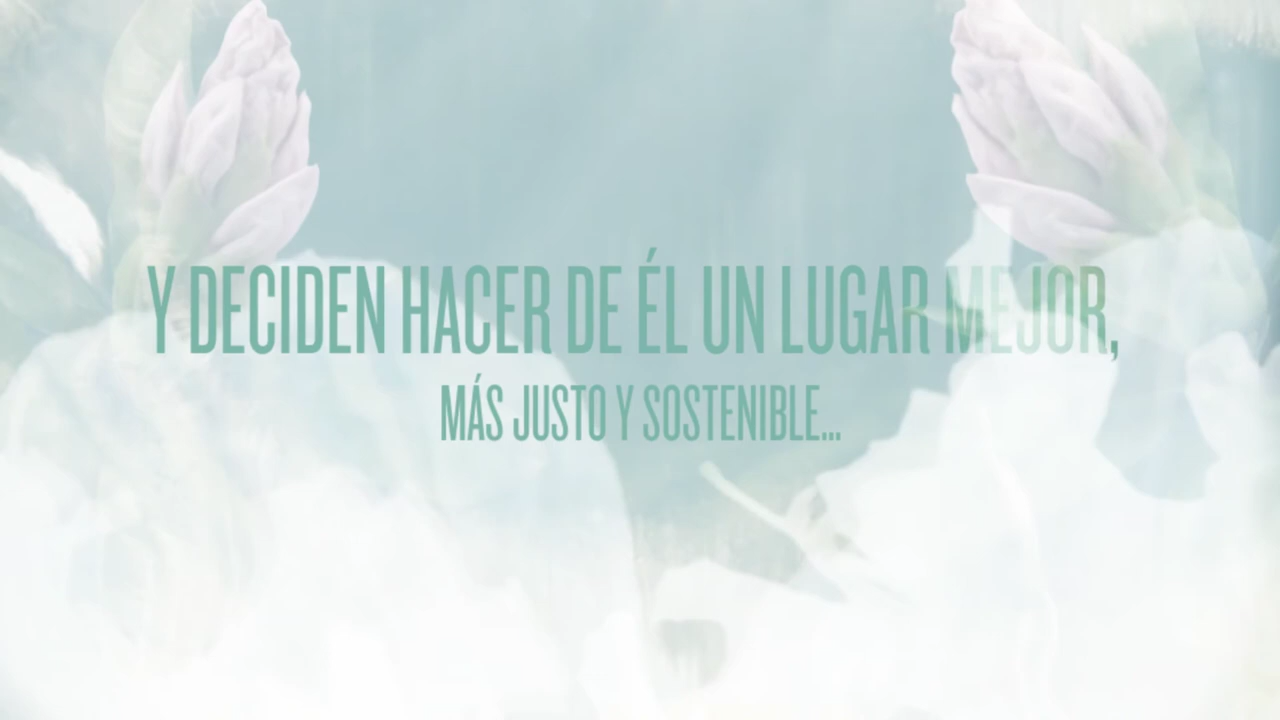 Y DECIDEN HACER DE ÉL UN LUGAR MEJOR,
MÁS JUSTO Y SOSTENIBLE...